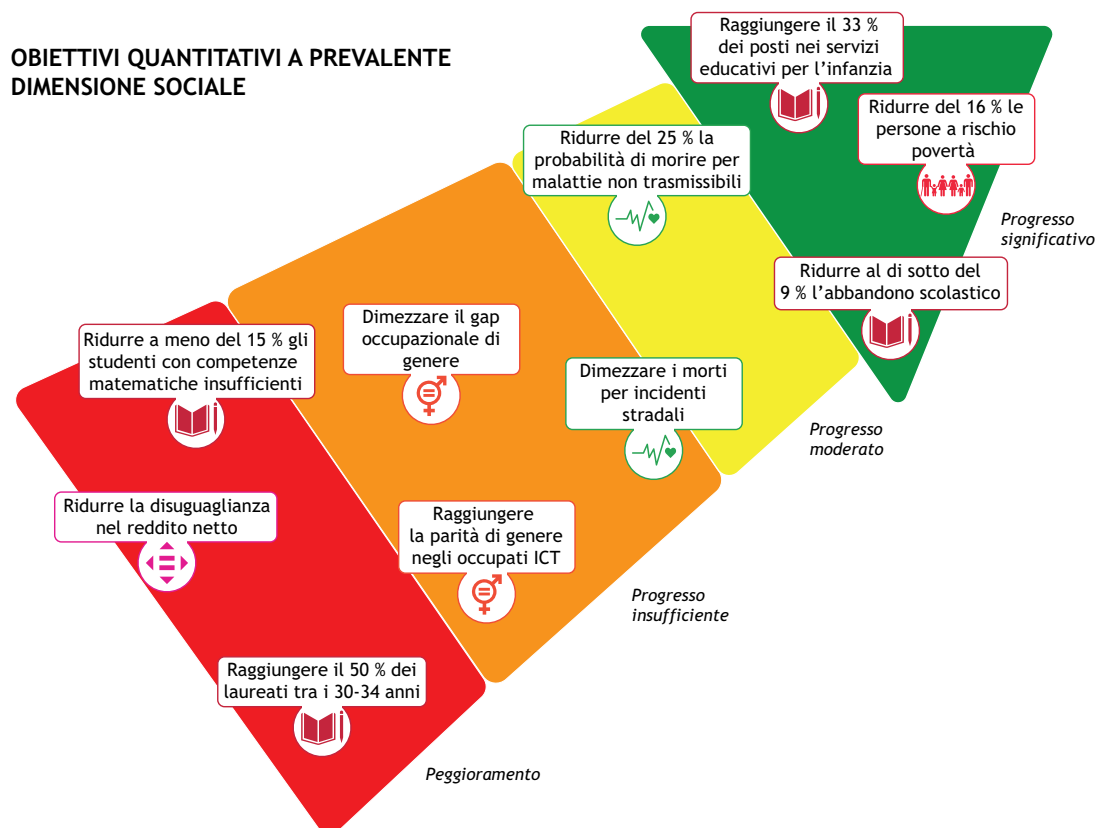 OBIETTIVI QUANTITATIVI A PREVALENTE
DIMENSIONE SOCIALE
Raggiungere il 33 %
dei posti nei servizi
educativi per l’infanzia
Ridurre del 16 % le
persone a rischio
povertà
Ridurre del 25 % la
probabilità di morire per
malattie non trasmissibili
Progresso
significativo
Ridurre al di sotto del
9 % l’abbandono scolastico
Dimezzare il gap
occupazionale di
genere
Ridurre a meno del 15 % gli
studenti con competenze
matematiche insufficienti
Dimezzare i morti
per incidenti
stradali
Progresso
moderato
Ridurre la disuguaglianza
nel reddito netto
Raggiungere
la parità di genere
negli occupati ICT
Progresso
insufficiente
Raggiungere il 50 % dei
laureati tra i 30-34 anni
Peggioramento